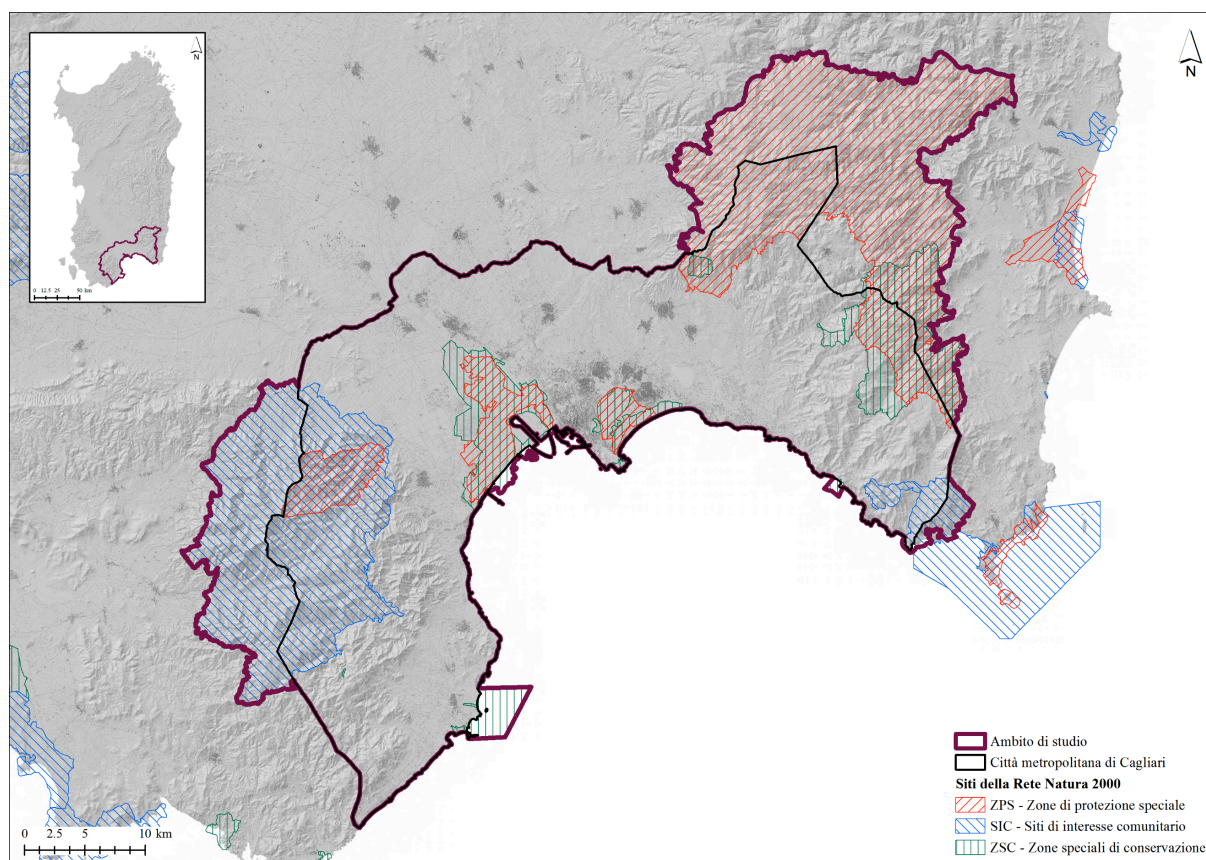 N
0 12.5 25 50 km
N
Ambito di studio
Città metropolitana di Cagliari
Siti della Rete Natura 2000
ZPS - Zone di protezione speciale
SIC - Siti di interesse comunitario
ZSC - Zone speciali di conservazione
0 2.5 5 10 km